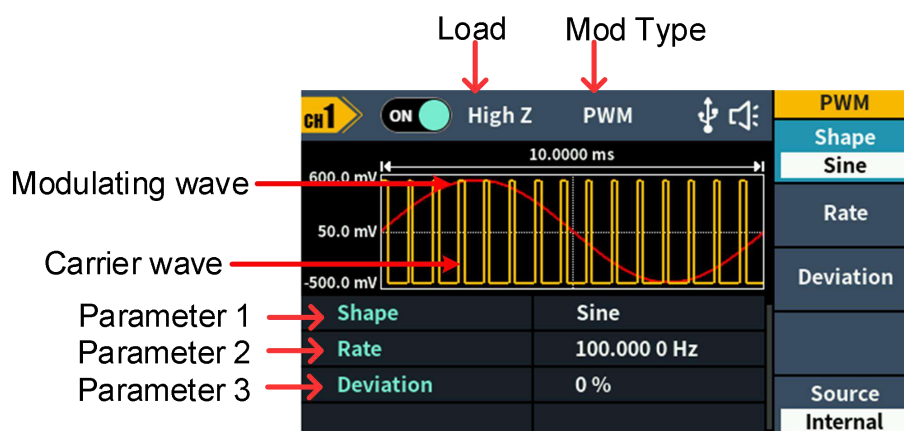 Load Mod Type
CH1 ON High Z PWM PWM
Shape
Sine
10.0000 ms
Modulating wave 600.0 mV
Rate
50.0 mV
Carrier wave
-500.0 mV
Deviation
Parameter 1 Shape Sine
Parameter 2 Rate 100.000 0 Hz
Parameter 3 Deviation 0 %
Source
Internal